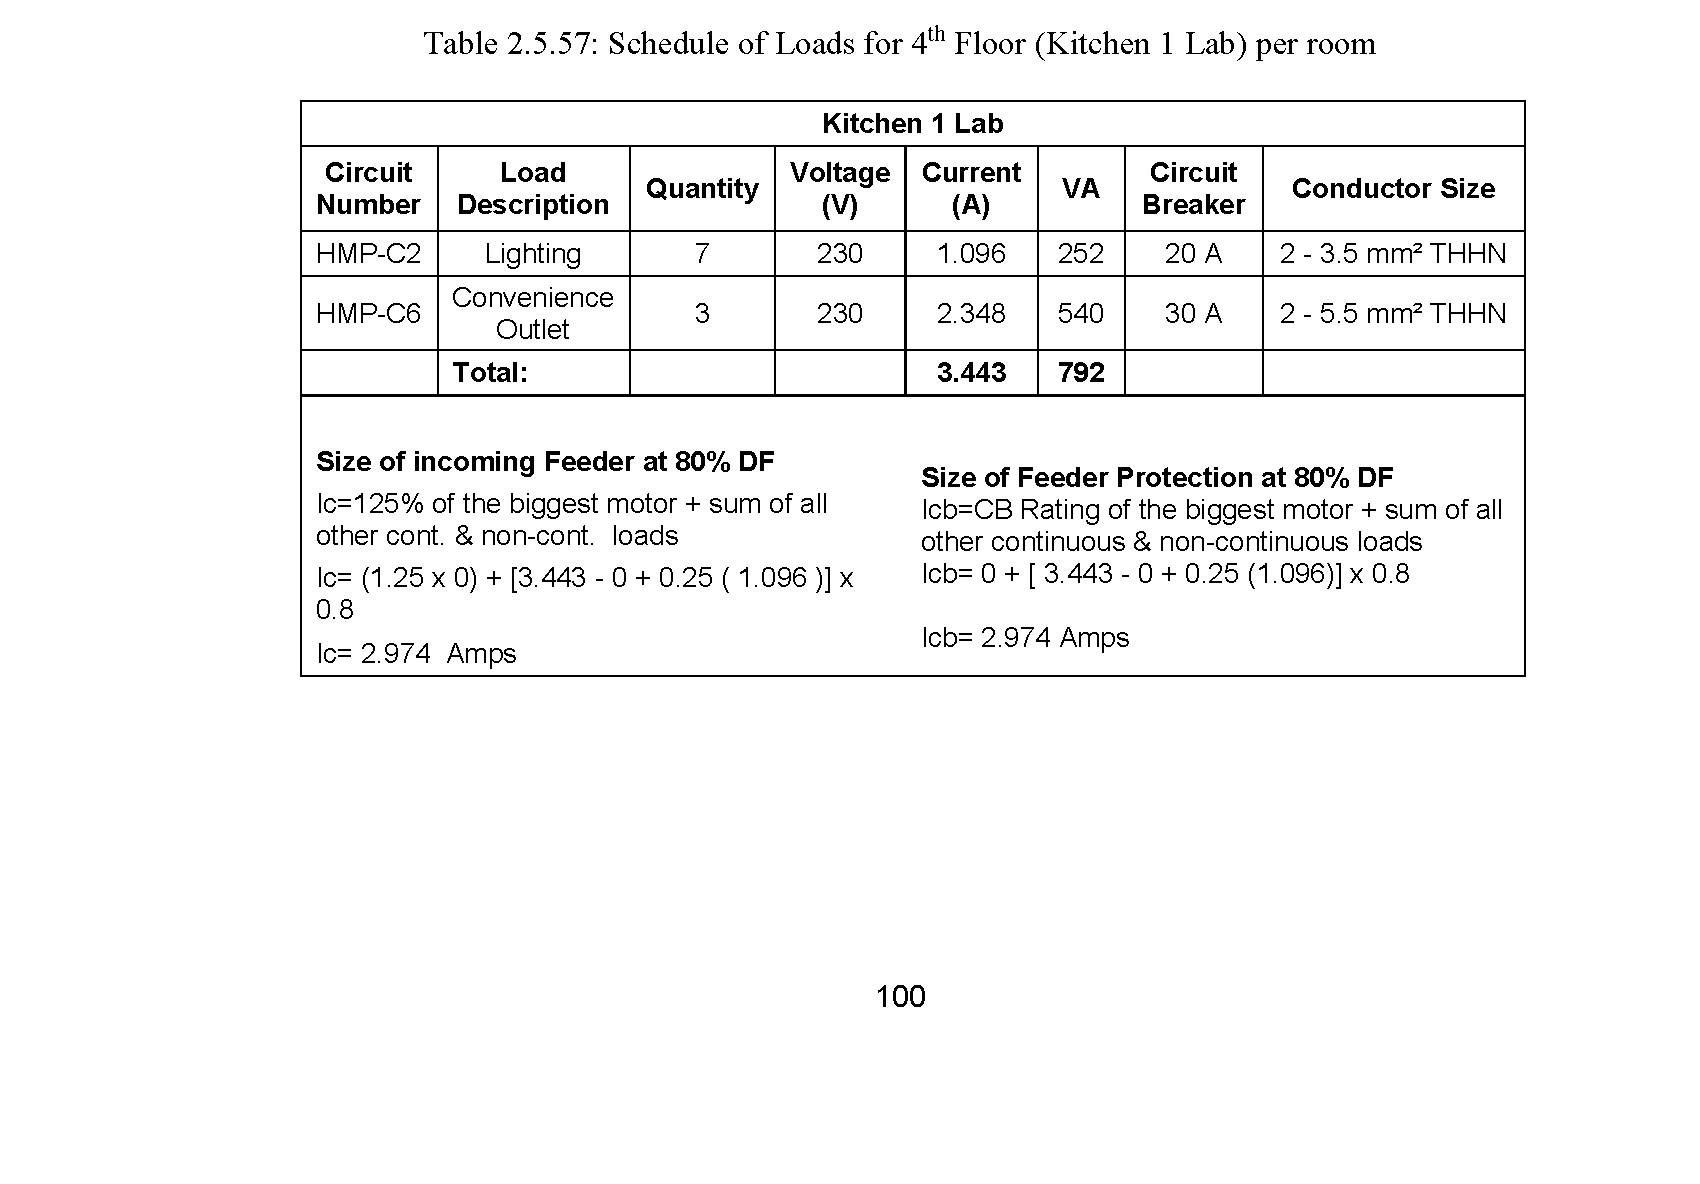 Table 2.5.57: Schedule of Loads for 4th Floor (Kitchen 1 Lab) per room
Kitchen 1 Lab
Circuit Number Load Description Quantity Voltage (V) Current (A) VA Circuit Breaker Conductor Size
HMP-C2 Lighting 7 230 1.096 252 20 A 2 - 3.5 mm² THHN
HMP-C6 Convenience Outlet 3 230 2.348 540 30 A 2 - 5.5 mm² THHN
Total: 3.443 792
Size of incoming Feeder at 80% DF
Ic=125% of the biggest motor + sum of all
other cont. & non-cont. loads
Ic= (1.25 x 0) + [3.443 - 0 + 0.25 ( 1.096 )] x
0.8
Ic= 2.974 Amps
Size of Feeder Protection at 80% DF
Icb=CB Rating of the biggest motor + sum of all
other continuous & non-continuous loads
Icb= 0 + [ 3.443 - 0 + 0.25 (1.096)] x 0.8
Icb= 2.974 Amps
100